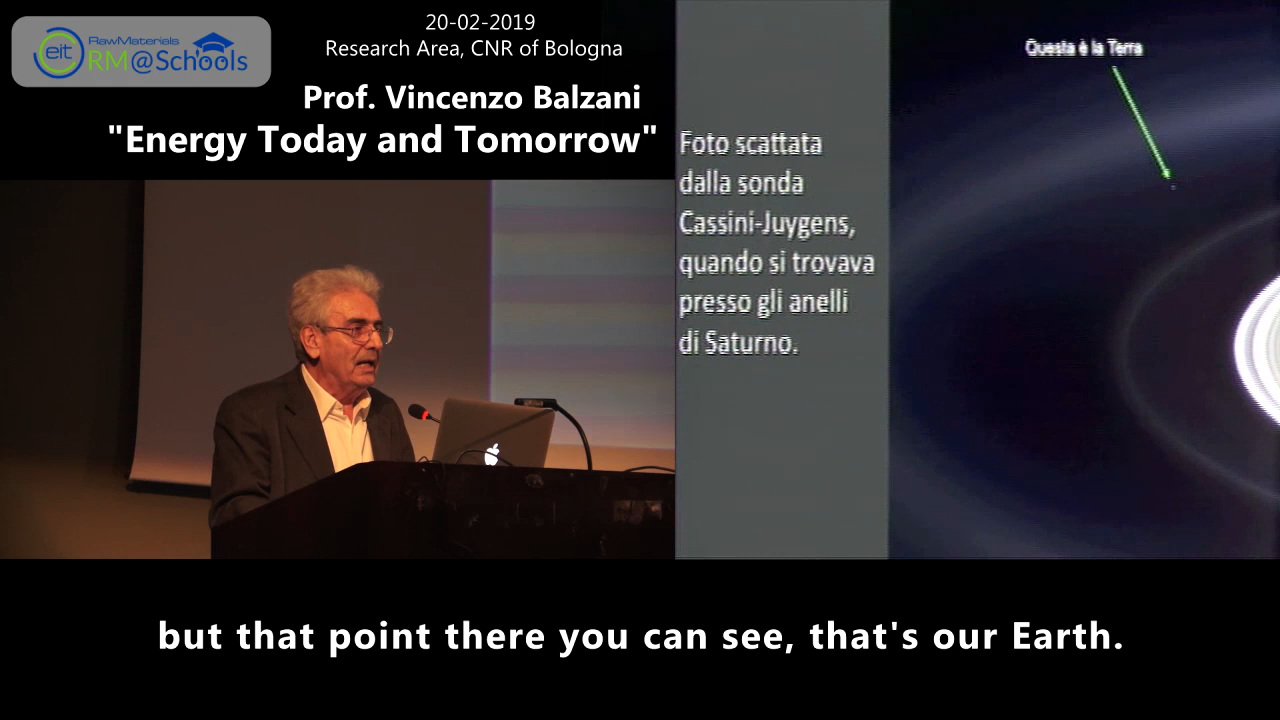 eit RawMaterials
RM@Schools
20-02-2019
Research Area, CNR of Bologna
Prof. Vincenzo Balzani
"Energy Today and Tomorrow"
Foto scattata
dalla sonda
Cassini-Juygens,
quando si trovava
presso gli anelli
di Saturno.
Questa è la Terra
but that point there you can see, that's our Earth.